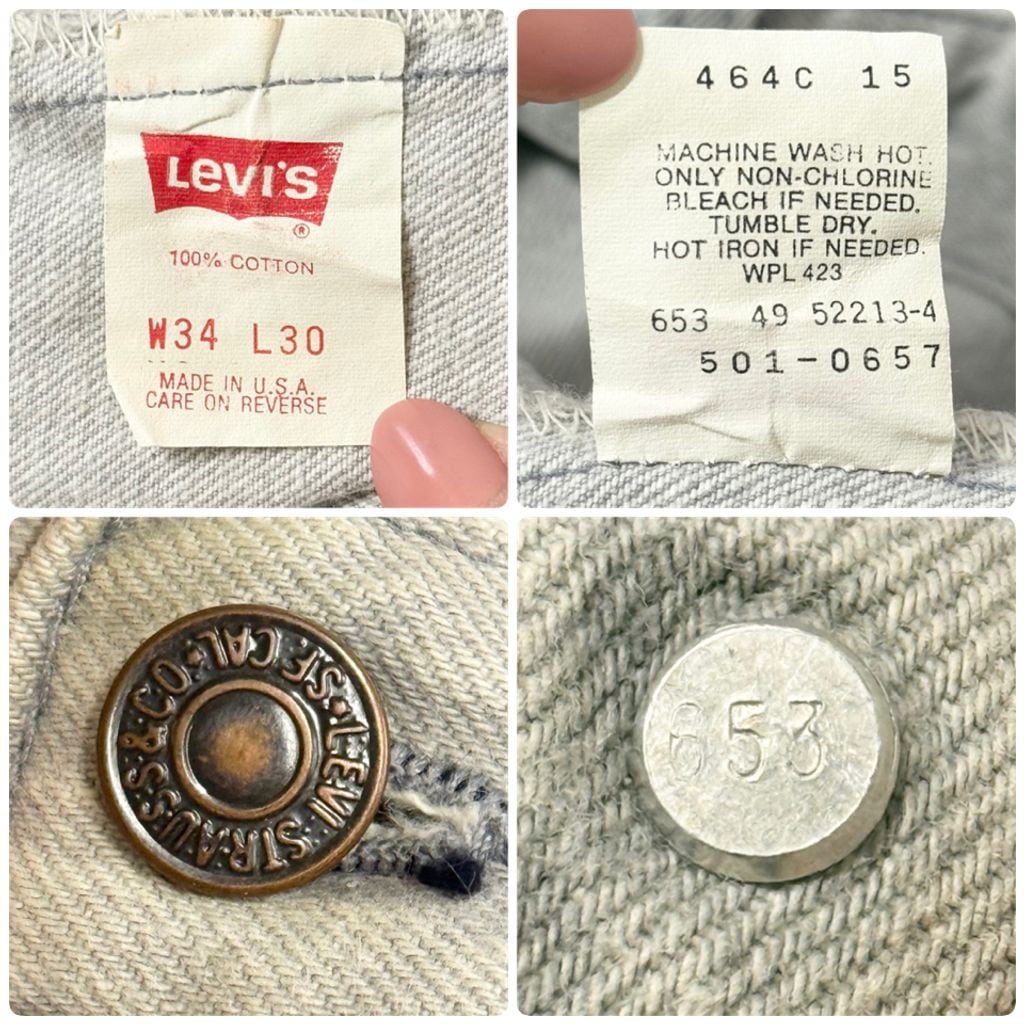 Levi's
®
100% COTTON
W34 L30
MADE IN U.S.A.
CARE ON REVERSE
464C 15
MACHINE WASH HOT.
ONLY NON-CHLORINE
BLEACH IF NEEDED.
TUMBLE DRY.
HOT IRON IF NEEDED.
WPL 423
653 49 52213-4
501-0657
LEVI STRAUSS & CO. S.F. CAL.
653